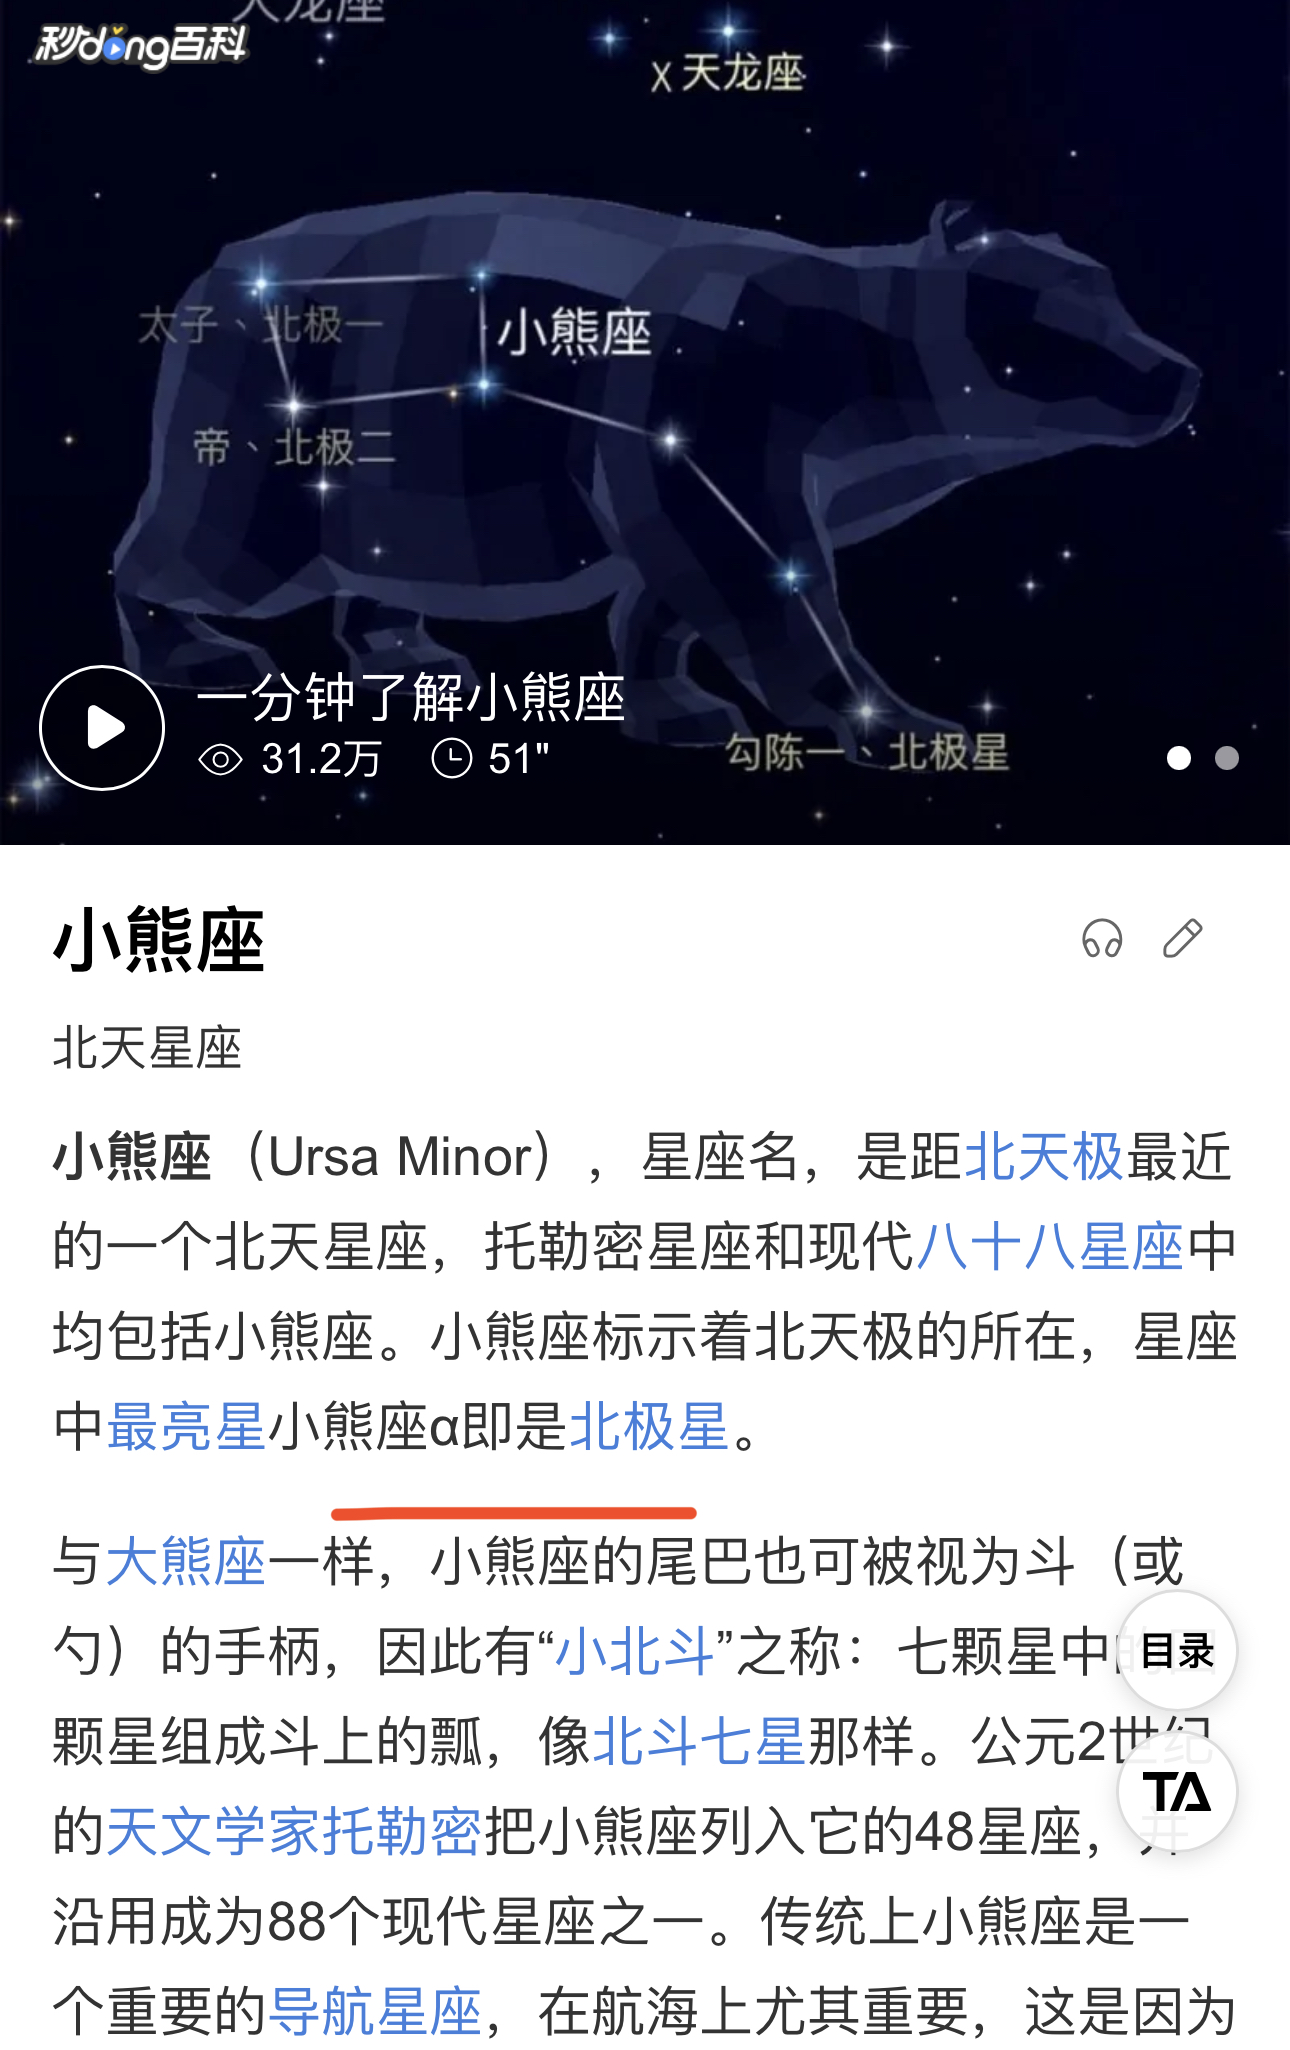 天龙座
秒dong百科
X 天龙座
太子、北极一
小熊座
帝、北极二
一分钟了解小熊座
31.2万 51"
勾陈一、北极星
小熊座
北天星座
小熊座（Ursa Minor），星座名，是距北天极最近
的一个北天星座，托勒密星座和现代八十八星座中
均包括小熊座。小熊座标示着北天极的所在，星座
中最亮星小熊座α即是北极星。
与大熊座一样，小熊座的尾巴也可被视为斗（或
勺）的手柄，因此有“小北斗”之称：七颗星中的四
目录
颗星组成斗上的瓢，像北斗七星那样。公元2世纪
TA
的天文学家托勒密把小熊座列入它的48星座，并
沿用成为88个现代星座之一。传统上小熊座是一
个重要的导航星座，在航海上尤其重要，这是因为